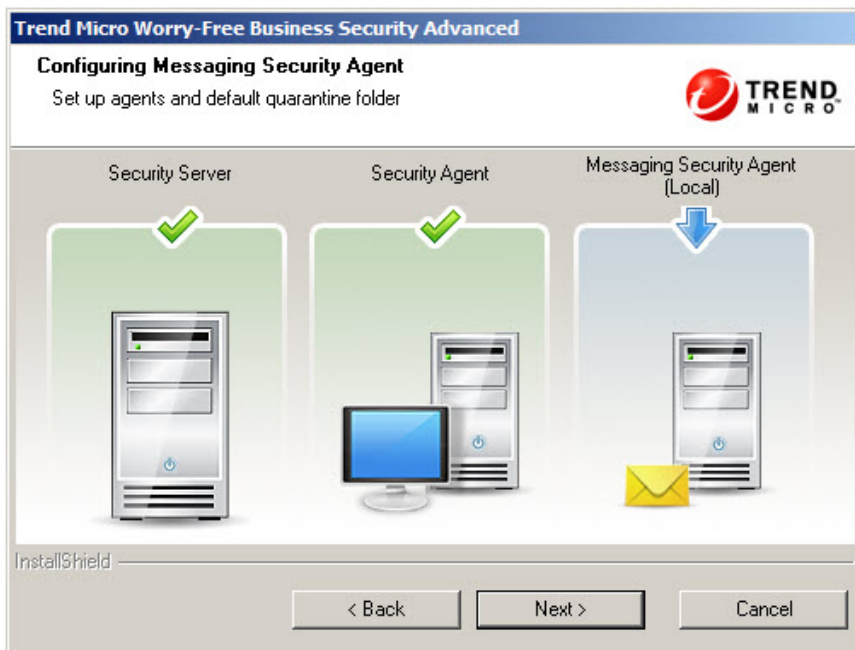 Trend Micro Worry-Free Business Security Advanced
Configuring Messaging Security Agent
Set up agents and default quarantine folder
TREND
MICRO™
Security Server
Security Agent
Messaging Security Agent
(Local)
InstallShield
< Back
Next >
Cancel